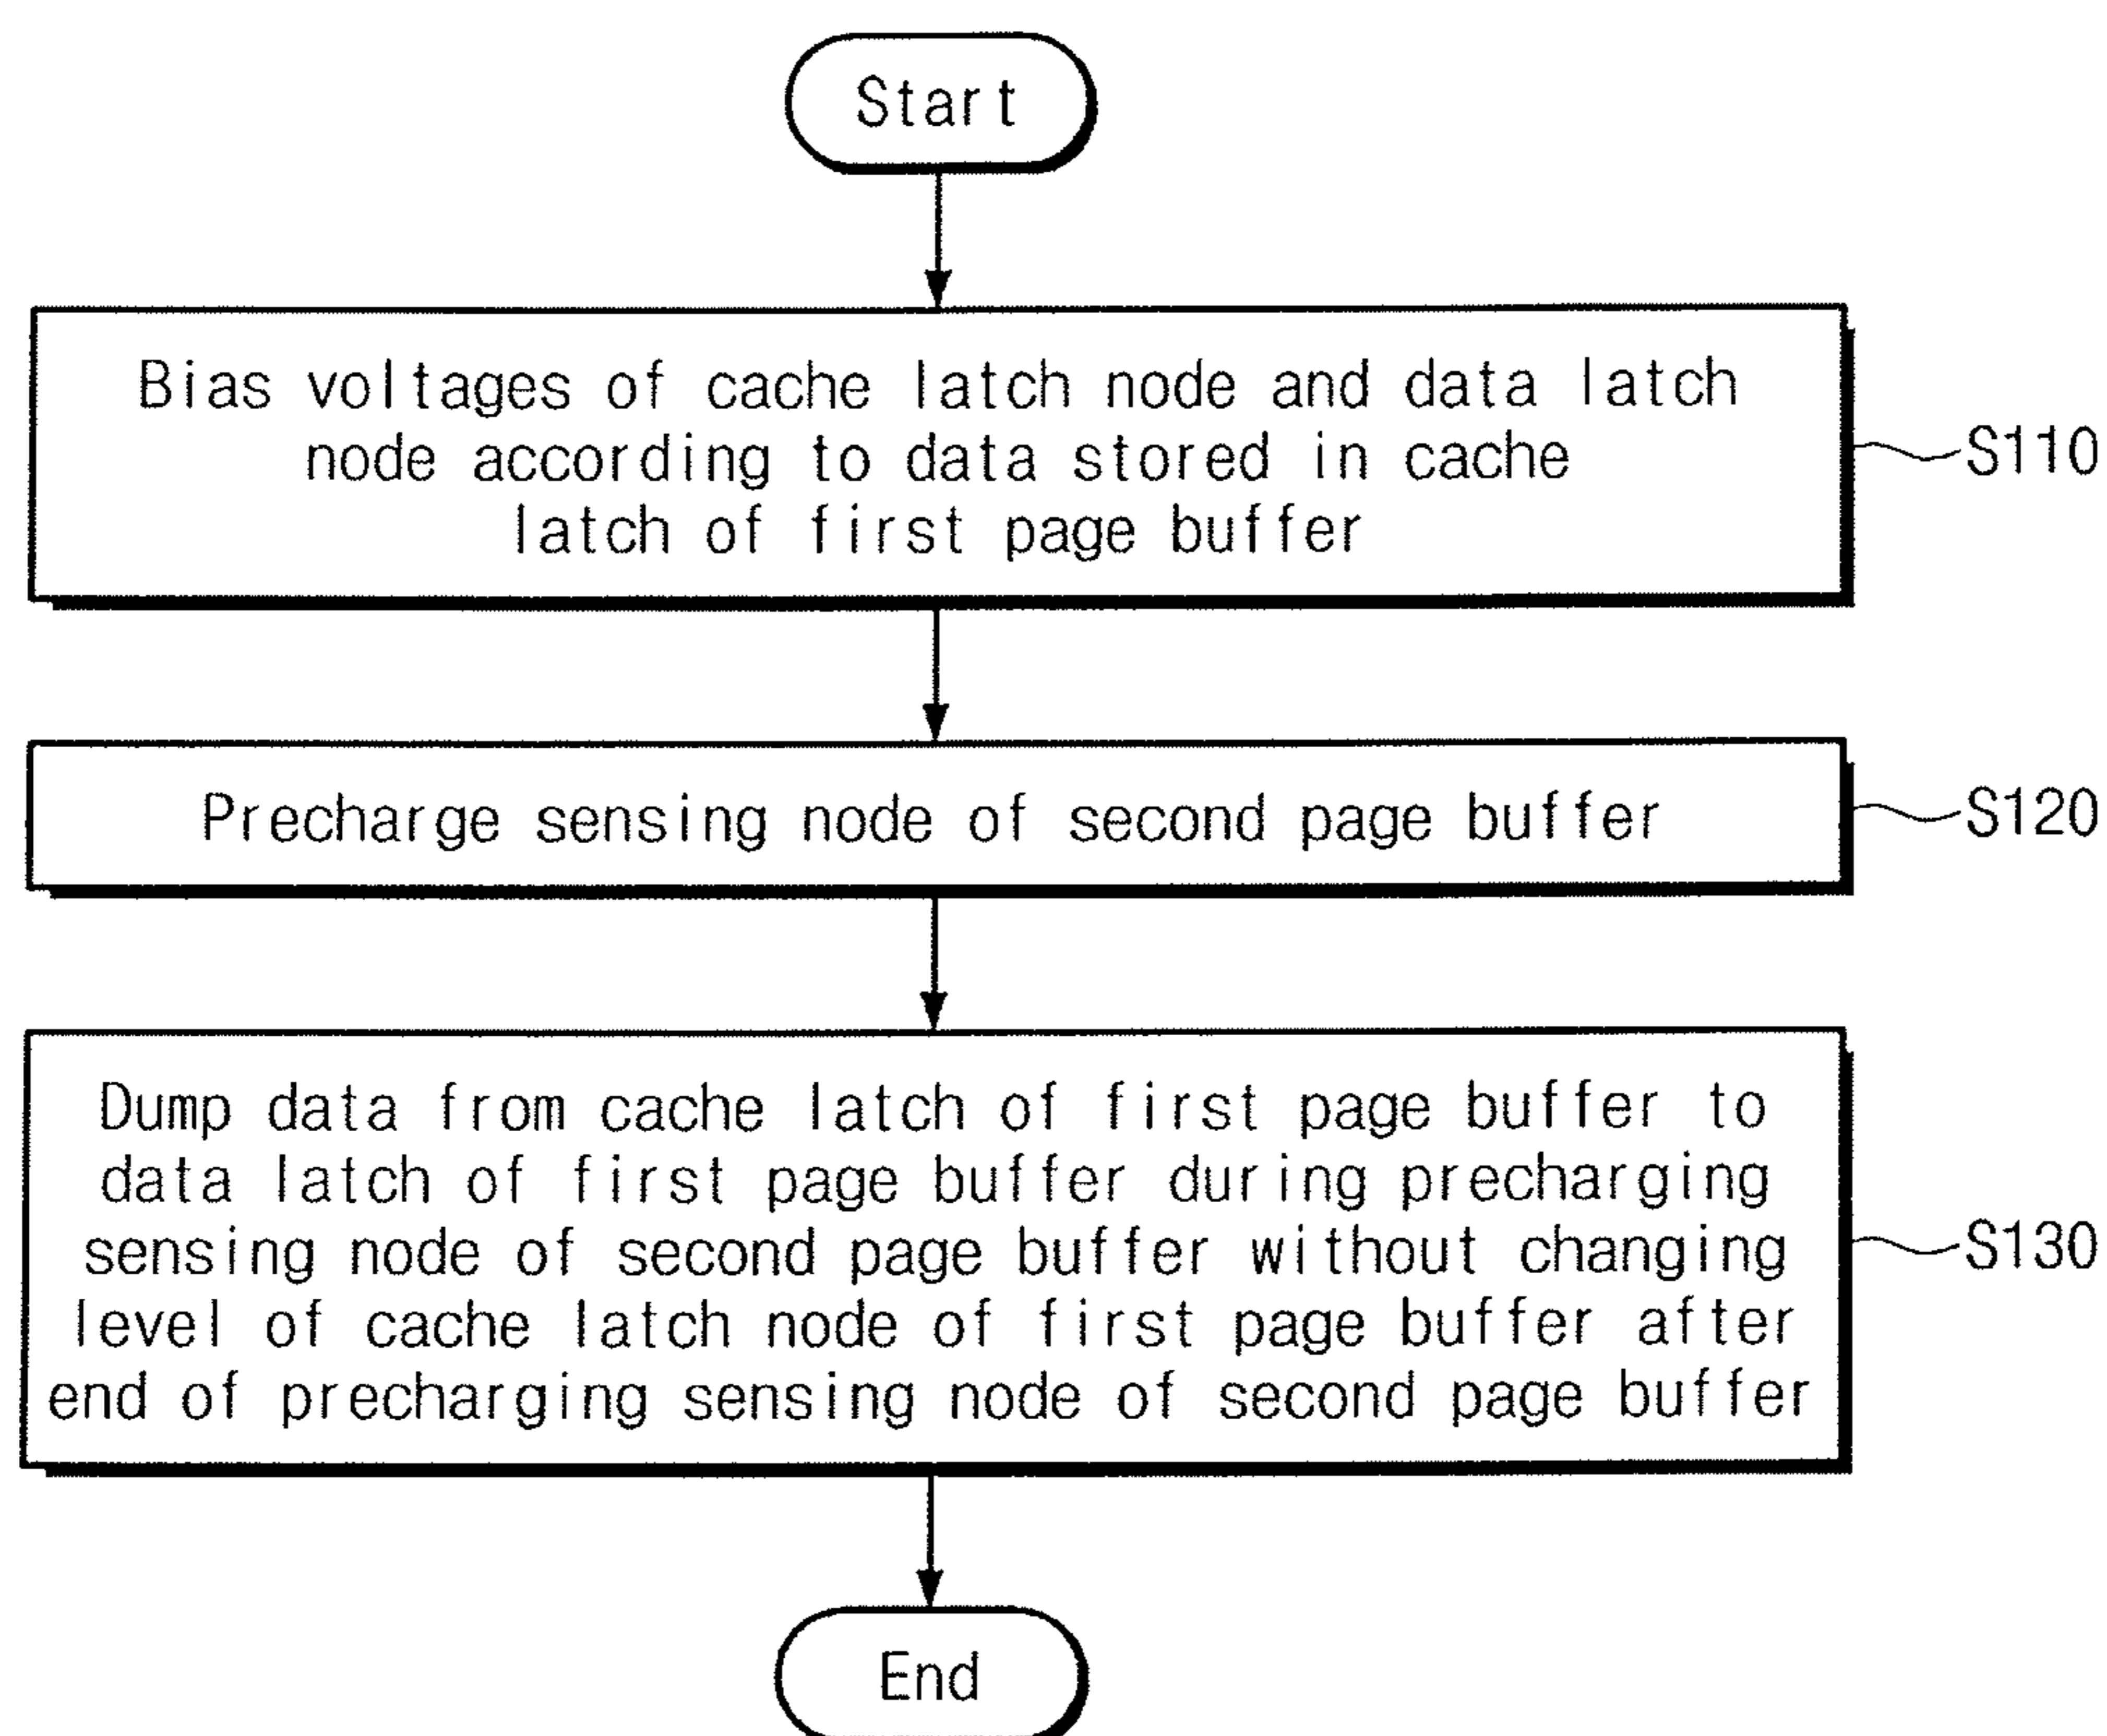 Start
Bias voltages of cache latch node and data latch
node according to data stored in cache
latch of first page buffer
S110
Precharge sensing node of second page buffer
S120
Dump data from cache latch of first page buffer to
data latch of first page buffer during precharging
sensing node of second page buffer without changing
level of cache latch node of first page buffer after
end of precharging sensing node of second page buffer
S130
End